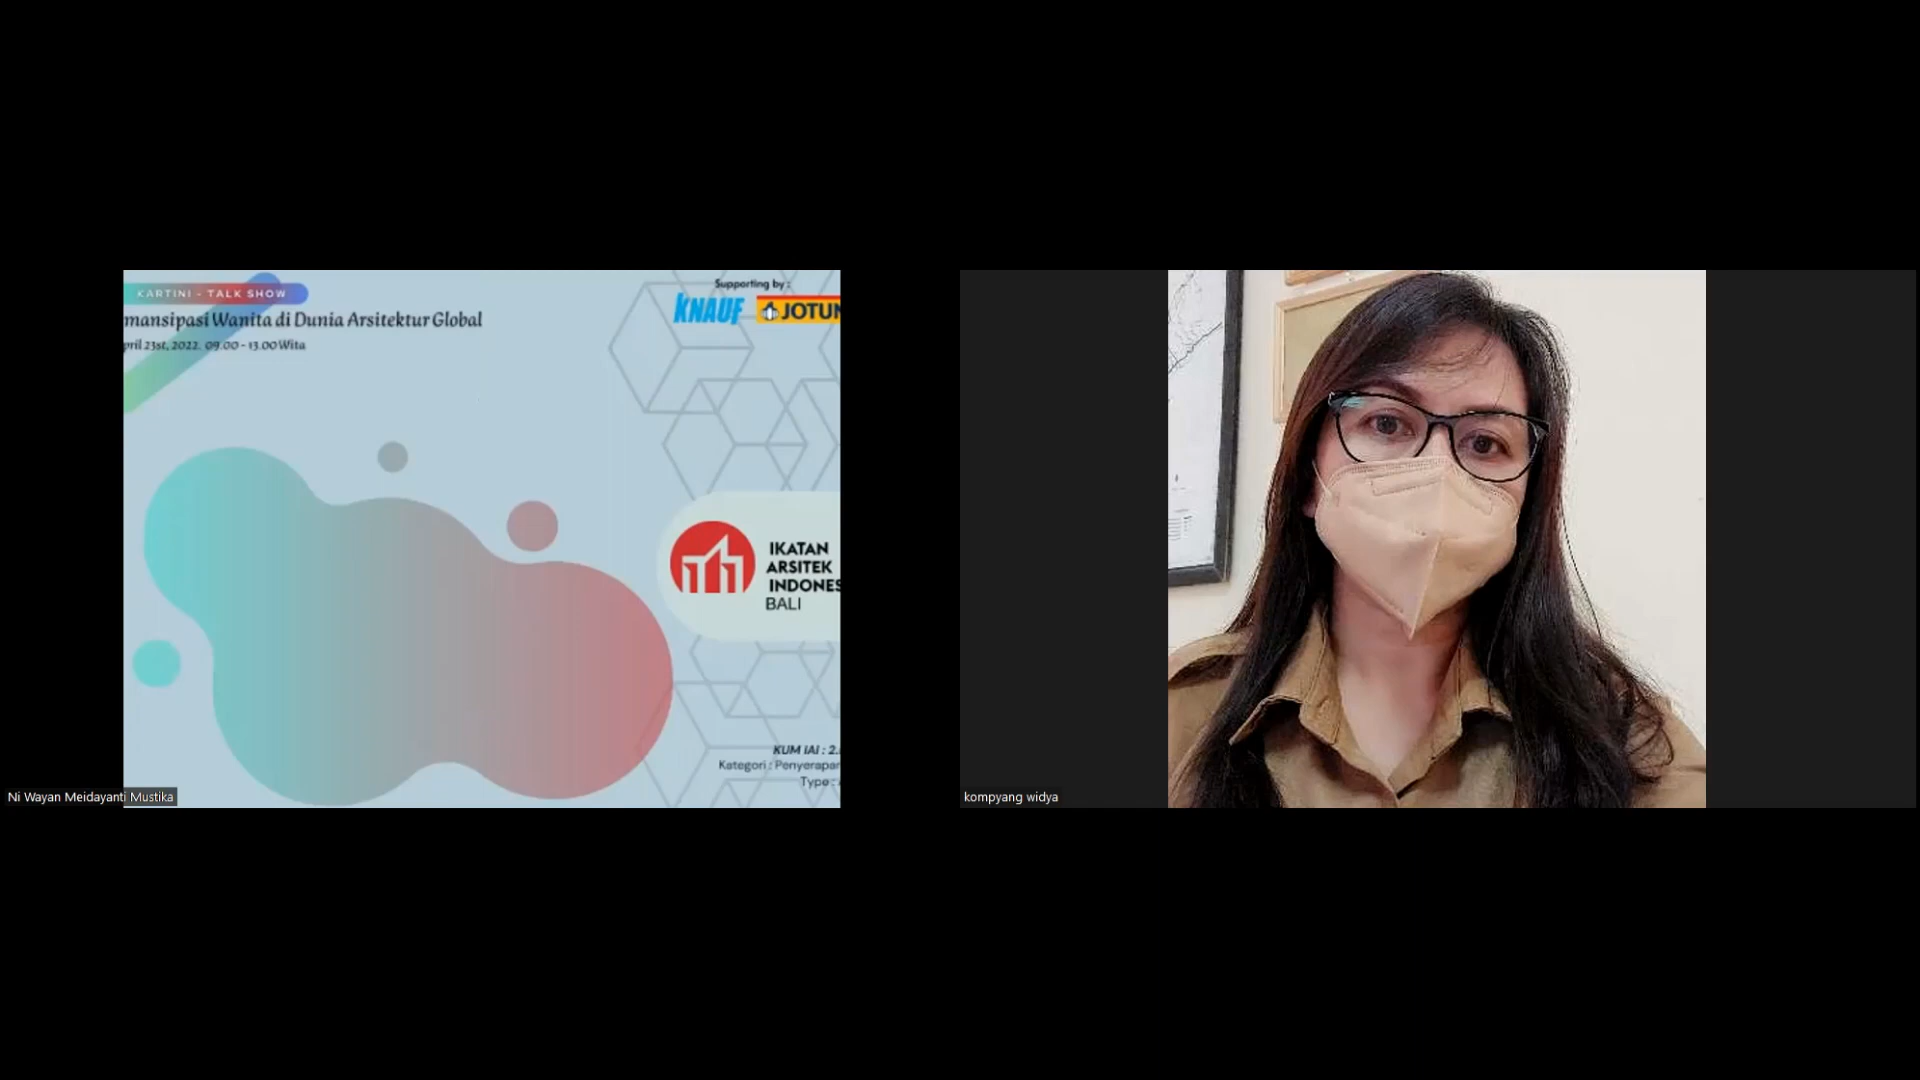 KARTINI - TALK SHOW
mansipasi Wanita di Dunia Arsitektur Global
pril 23st, 2022. 09.00 - 13.00 Wita
Supporting by :
KNAUF JOTUN
IKATAN
ARSITEK
INDONES
BALI
KUM IAI : 2.
Kategori : Penyerapan
Type :
Ni Wayan Meidayanti Mustika
kompyang widya